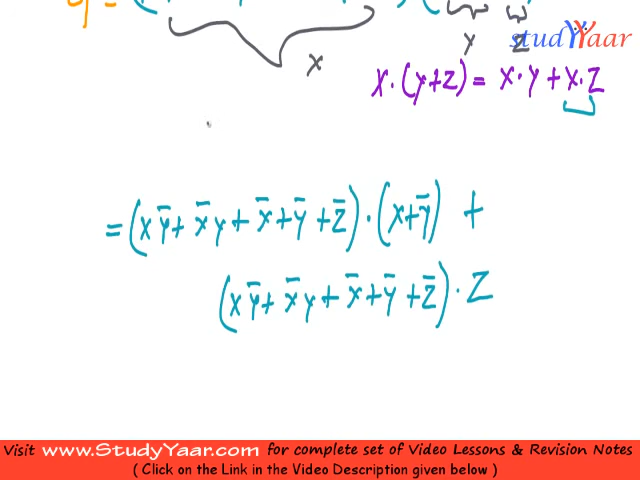 y = (
x
y
z
studYYaar
x · (y+z) = x · y + x · z
= (xȳ + x̄y + x̄ + ȳ + z̄) · (x + ȳ) +
(xȳ + x̄y + x̄ + ȳ + z̄) · z
Visit www.StudyYaar.com for complete set of Video Lessons & Revision Notes
( Click on the Link in the Video Description given below )